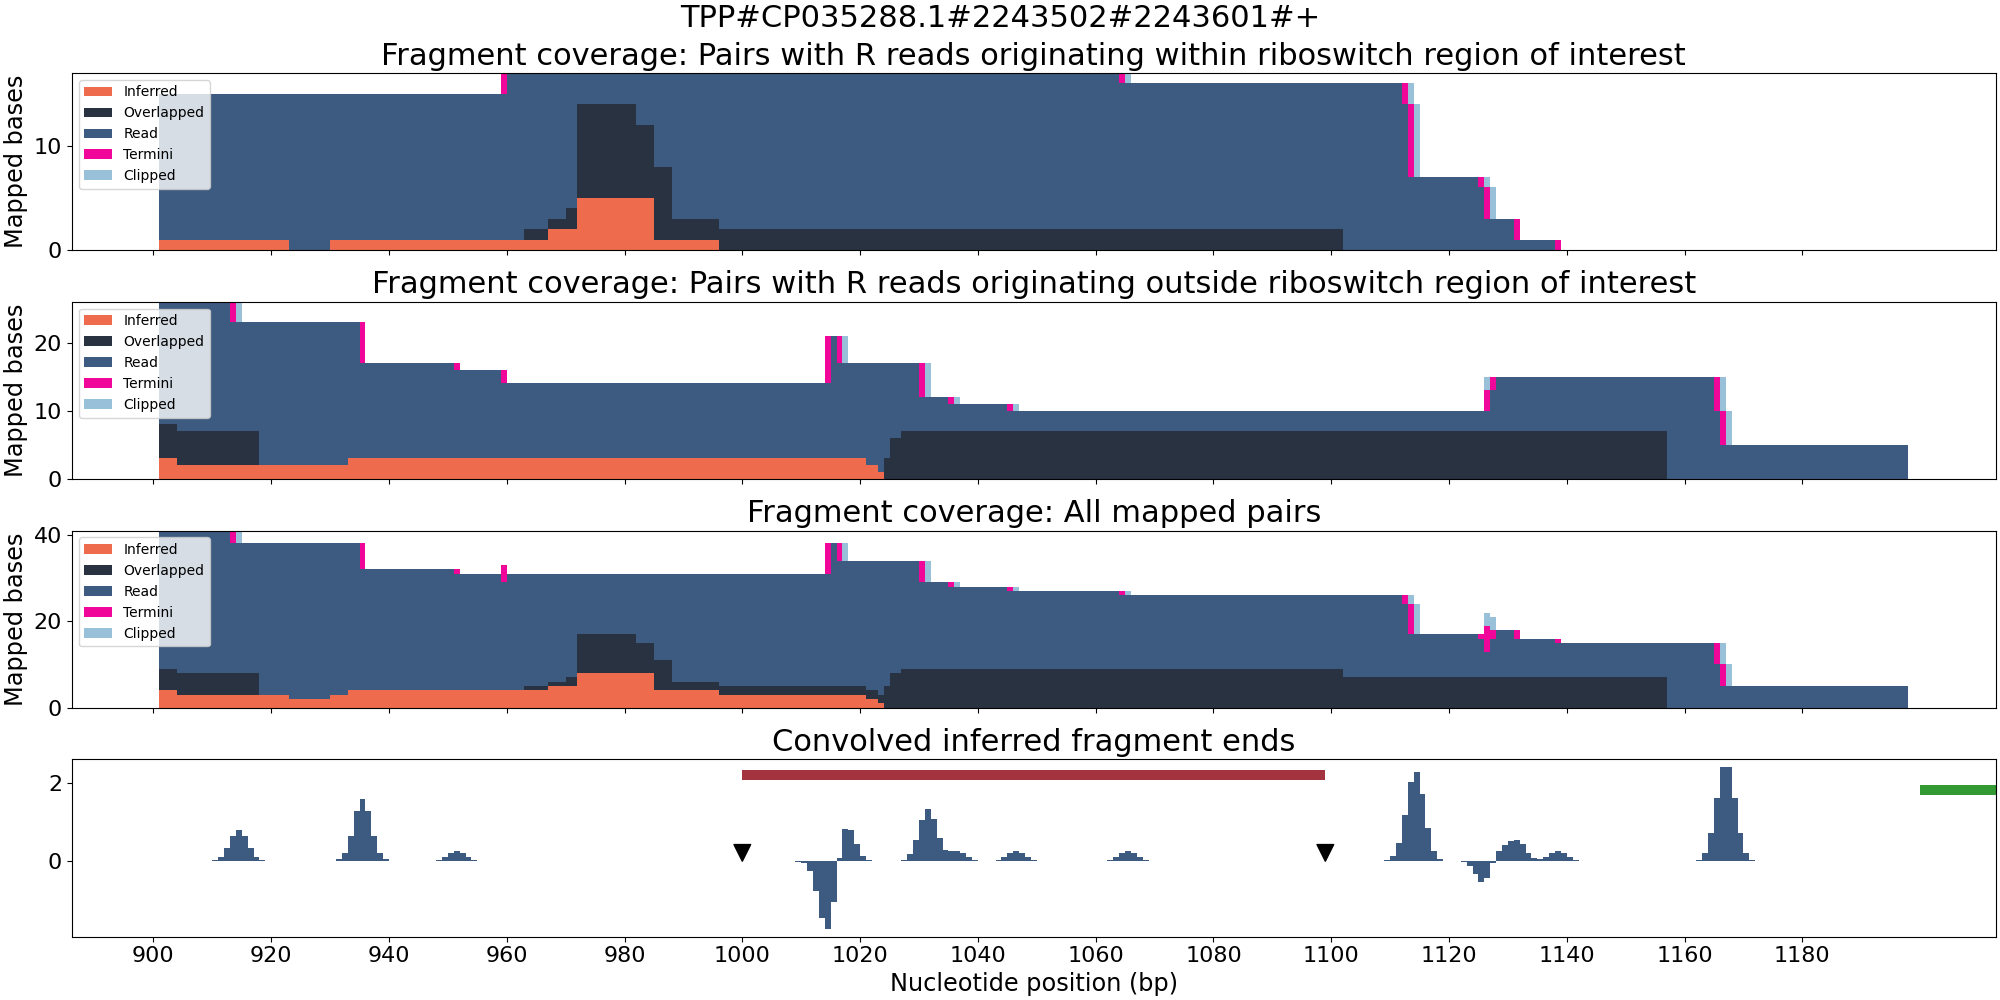 TPP#CP035288.1#2243502#2243601#+
Fragment coverage: Pairs with R reads originating within riboswitch region of interest
Mapped bases
10
0
Inferred
Overlapped
Read
Termini
Clipped
Fragment coverage: Pairs with R reads originating outside riboswitch region of interest
Mapped bases
20
10
0
Inferred
Overlapped
Read
Termini
Clipped
Fragment coverage: All mapped pairs
Mapped bases
40
20
0
Inferred
Overlapped
Read
Termini
Clipped
Convolved inferred fragment ends
2
0
900 920 940 960 980 1000 1020 1040 1060 1080 1100 1120 1140 1160 1180
Nucleotide position (bp)